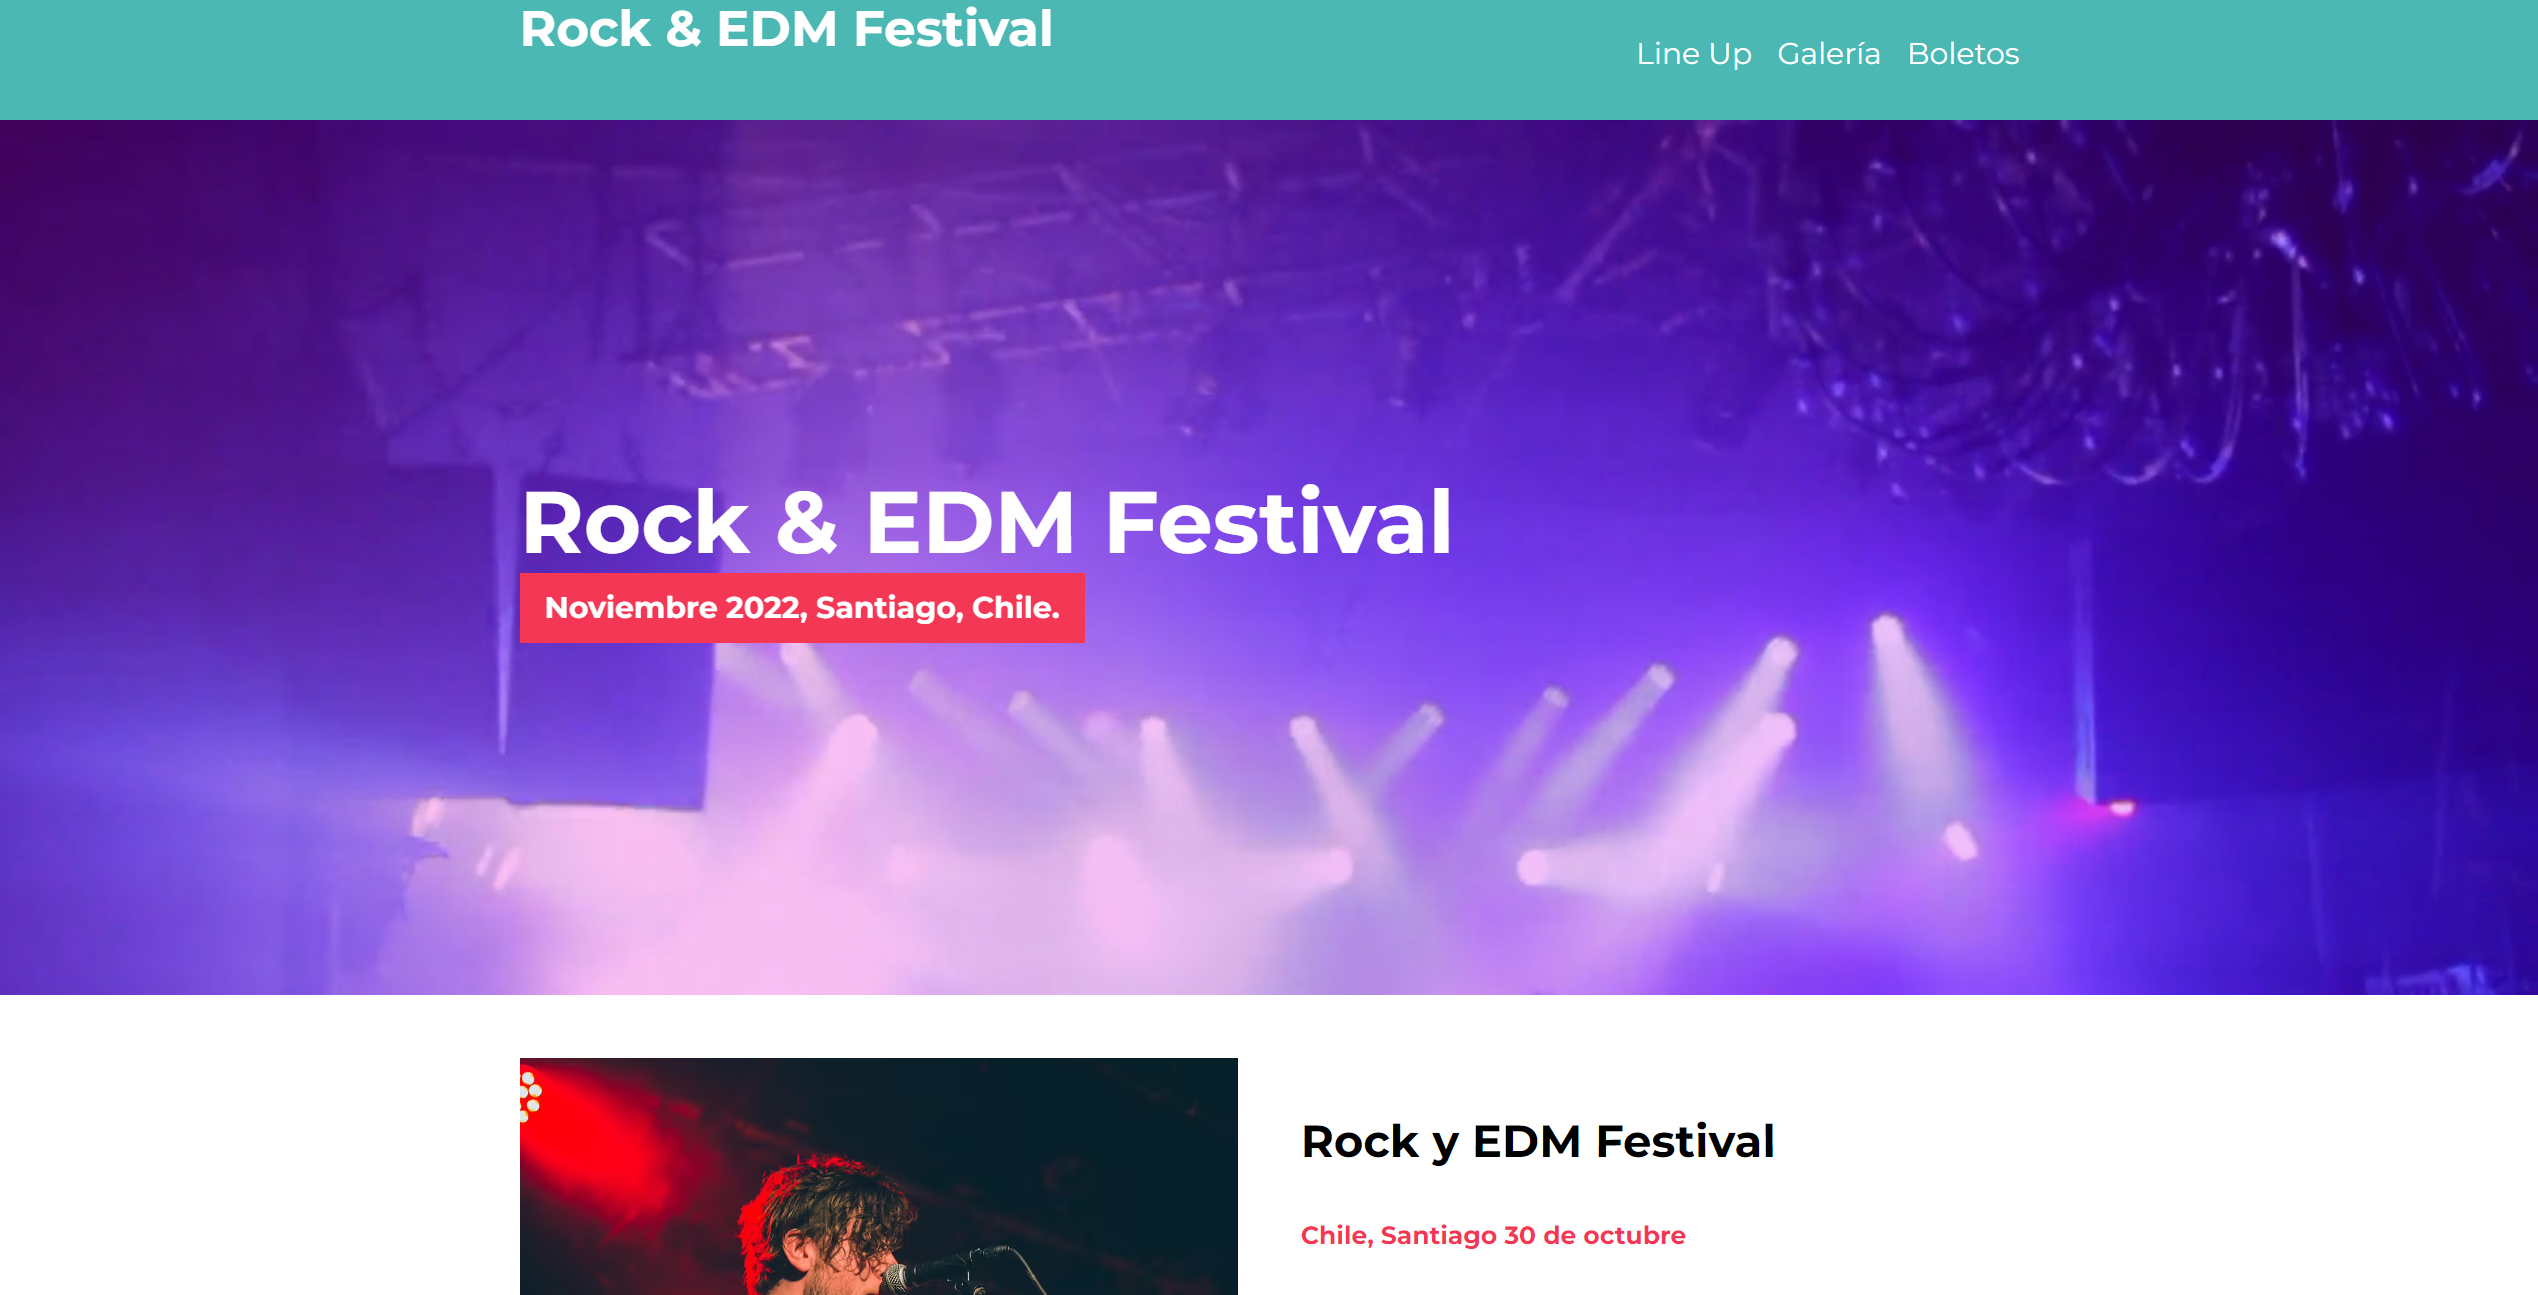 Rock & EDM Festival
Line Up Galería Boletos
Rock & EDM Festival
Noviembre 2022, Santiago, Chile.
Rock y EDM Festival
Chile, Santiago 30 de octubre